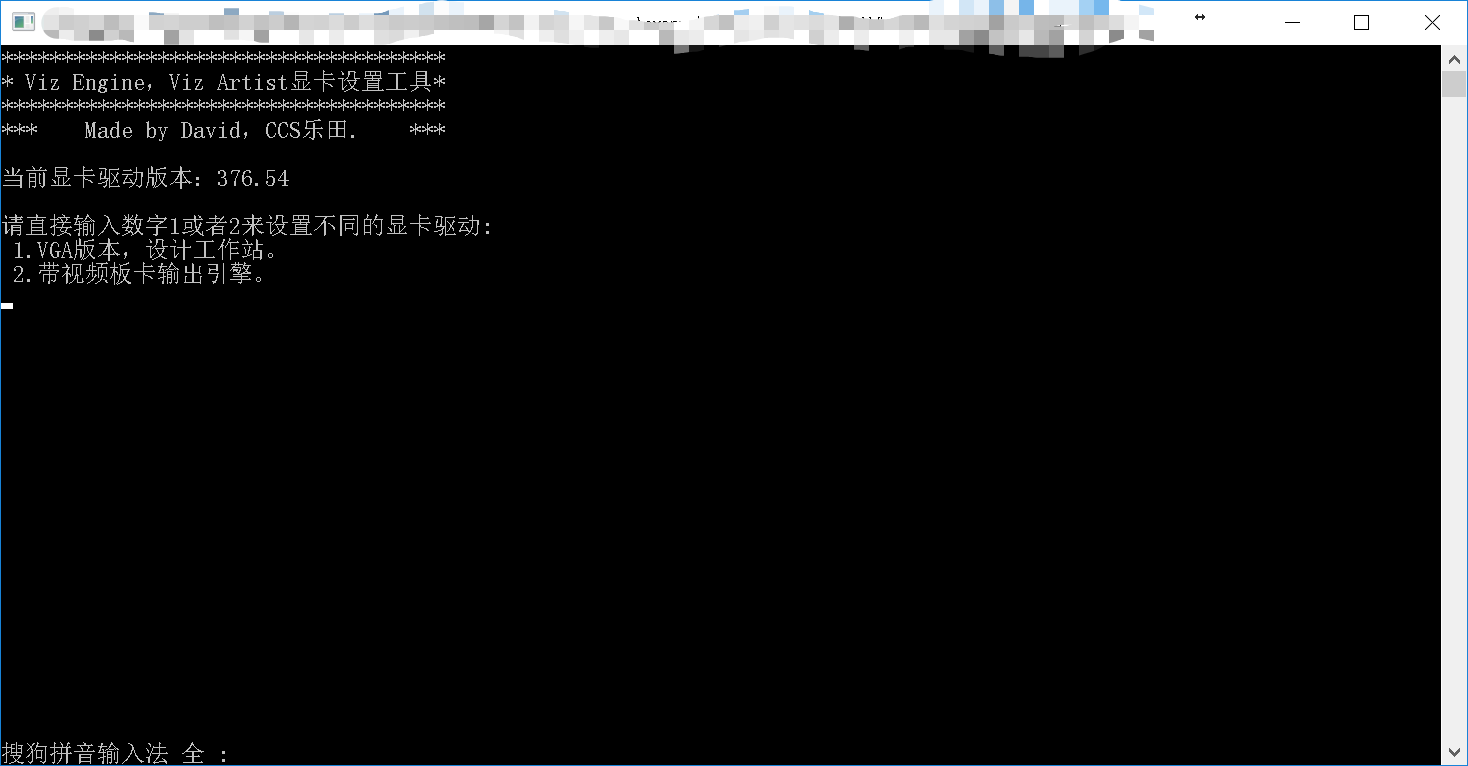 *************************************
* Viz Engine，Viz Artist显卡设置工具*
*************************************
***    Made by David，CCS乐田.    ***
当前显卡驱动版本：376.54
请直接输入数字1或者2来设置不同的显卡驱动:
1.VGA版本，设计工作站。
2.带视频板卡输出引擎。
搜狗拼音输入法 全 :